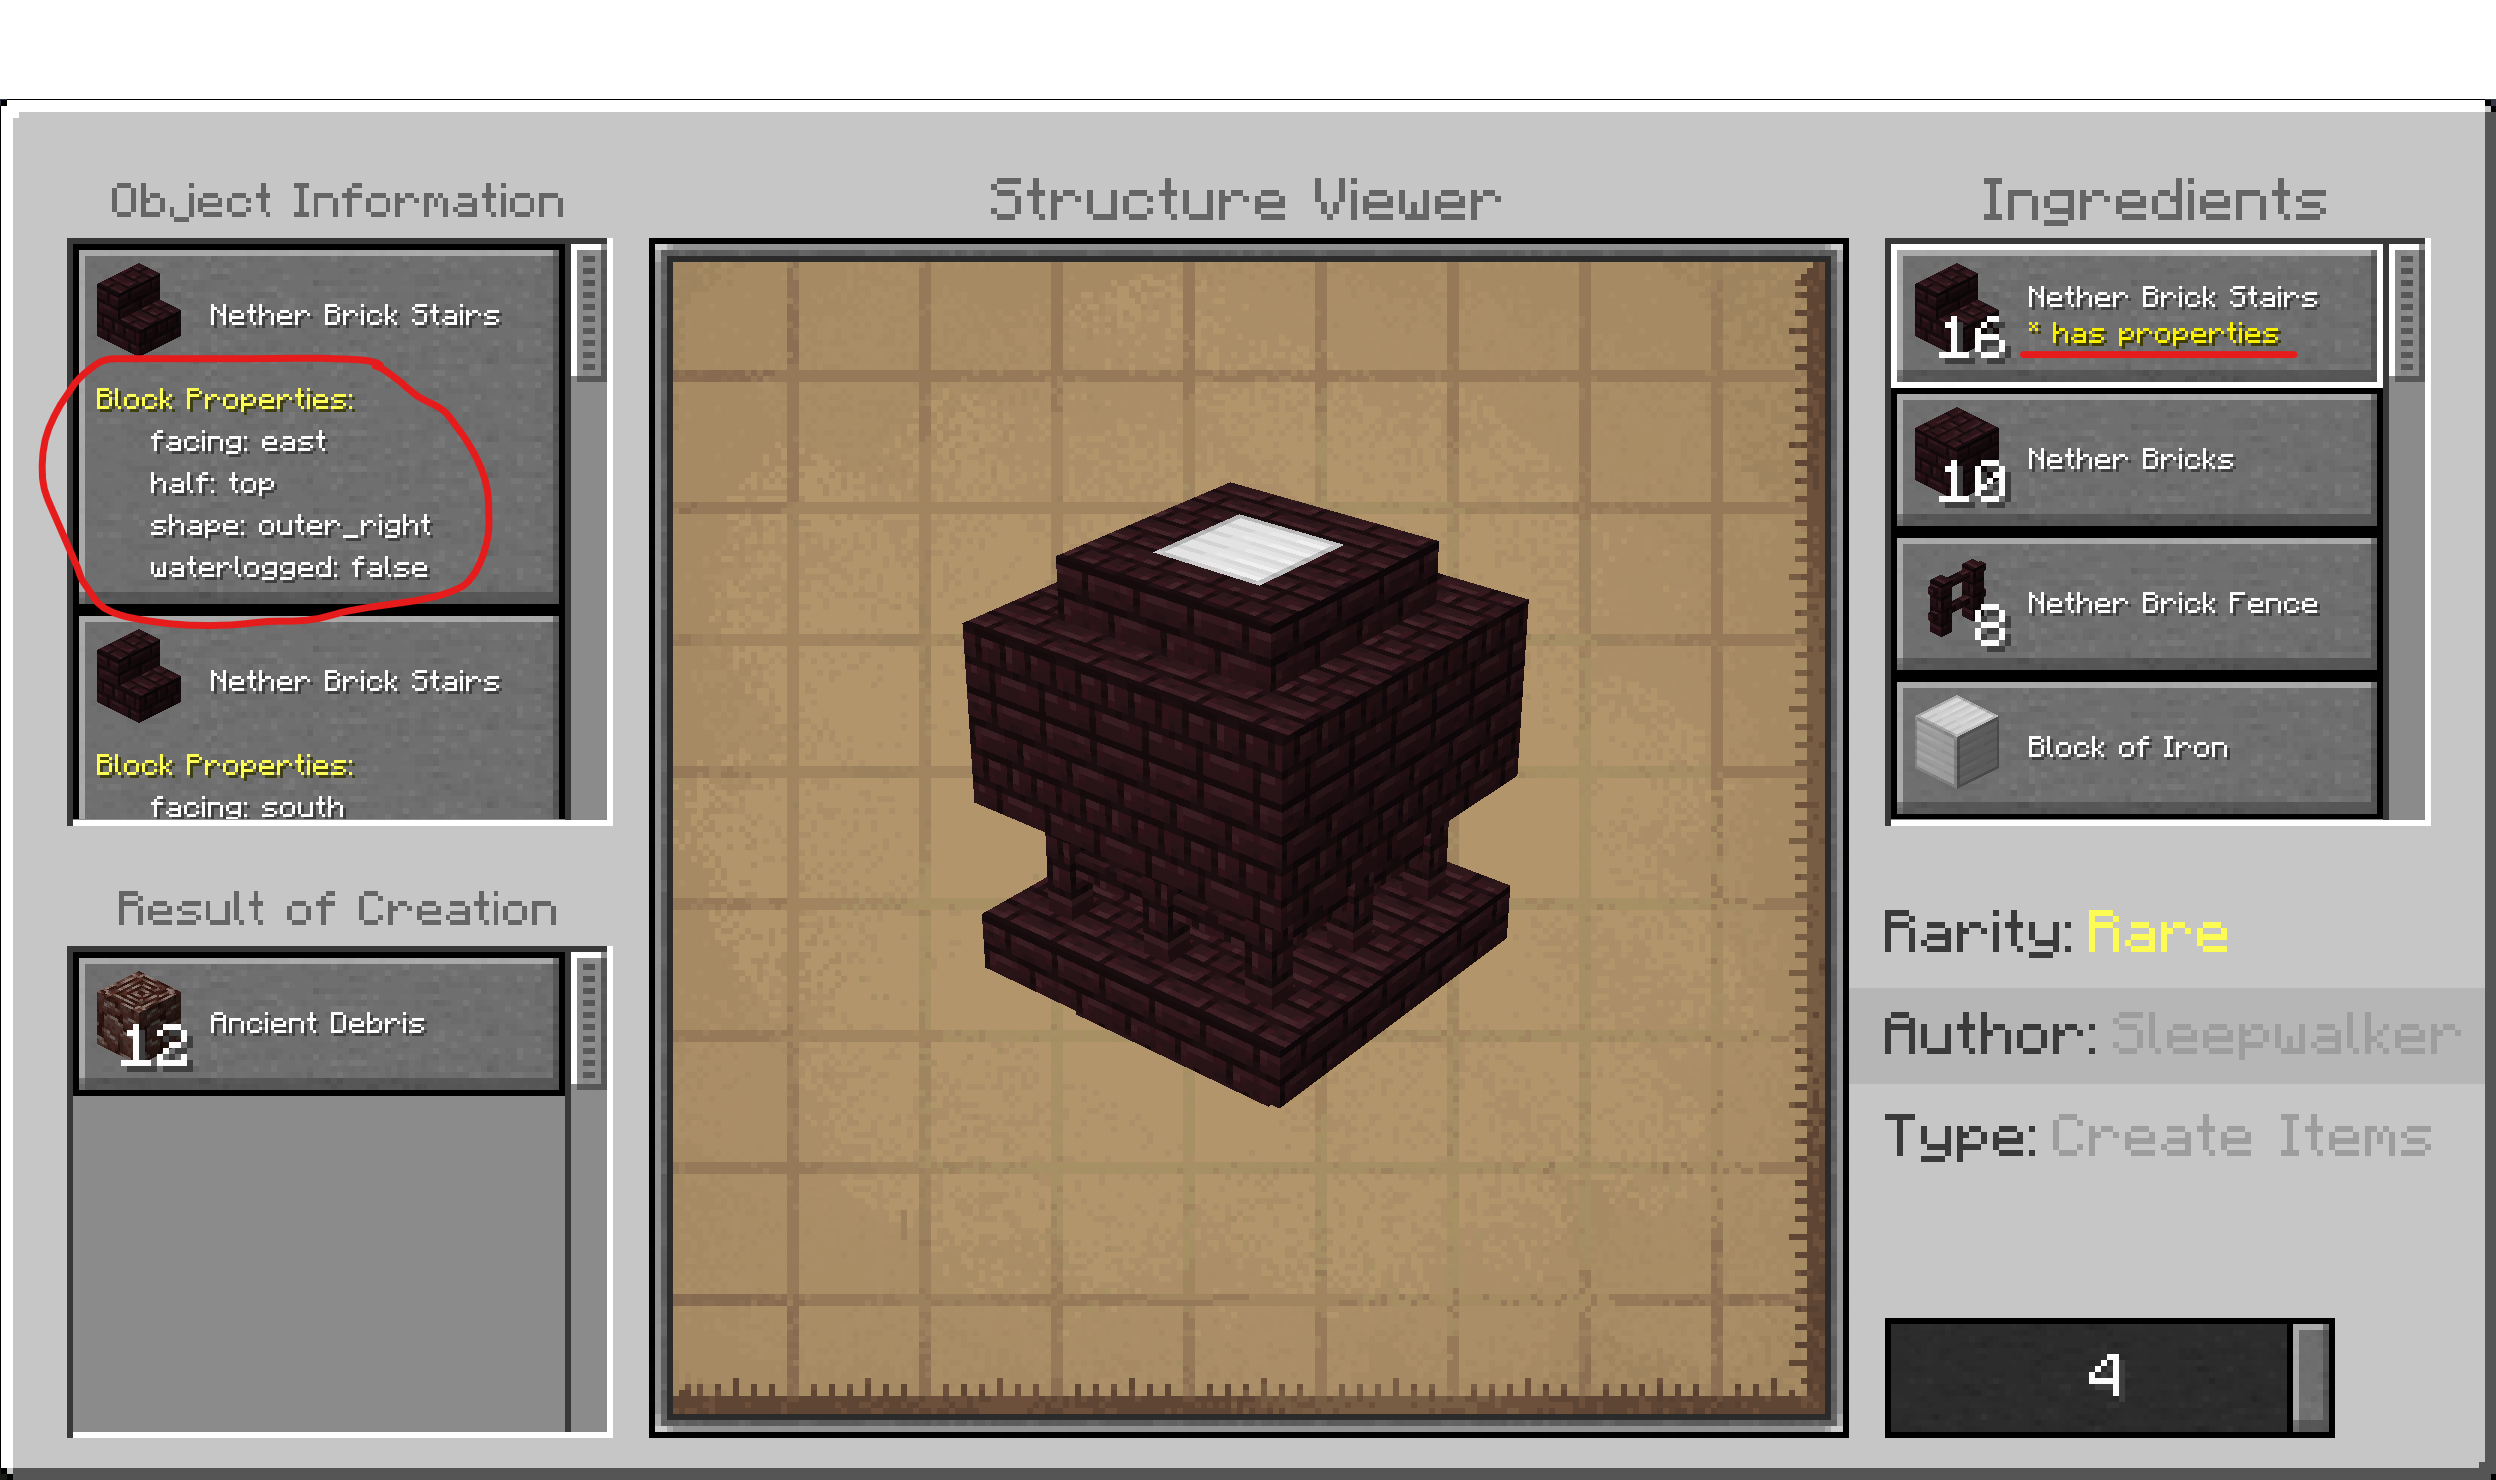 Object Information
Nether Brick Stairs
Block Properties:
facing: east
half: top
shape: outer_right
waterlogged: false
Nether Brick Stairs
Block Properties:
facing: south
Result of Creation
12
Ancient Debris
Structure Viewer
Ingredients
Nether Brick Stairs
* has properties
16
Nether Bricks
10
Nether Brick Fence
8
Block of Iron
Rarity: Rare
Author: Sleepwalker
Type: Create Items
4